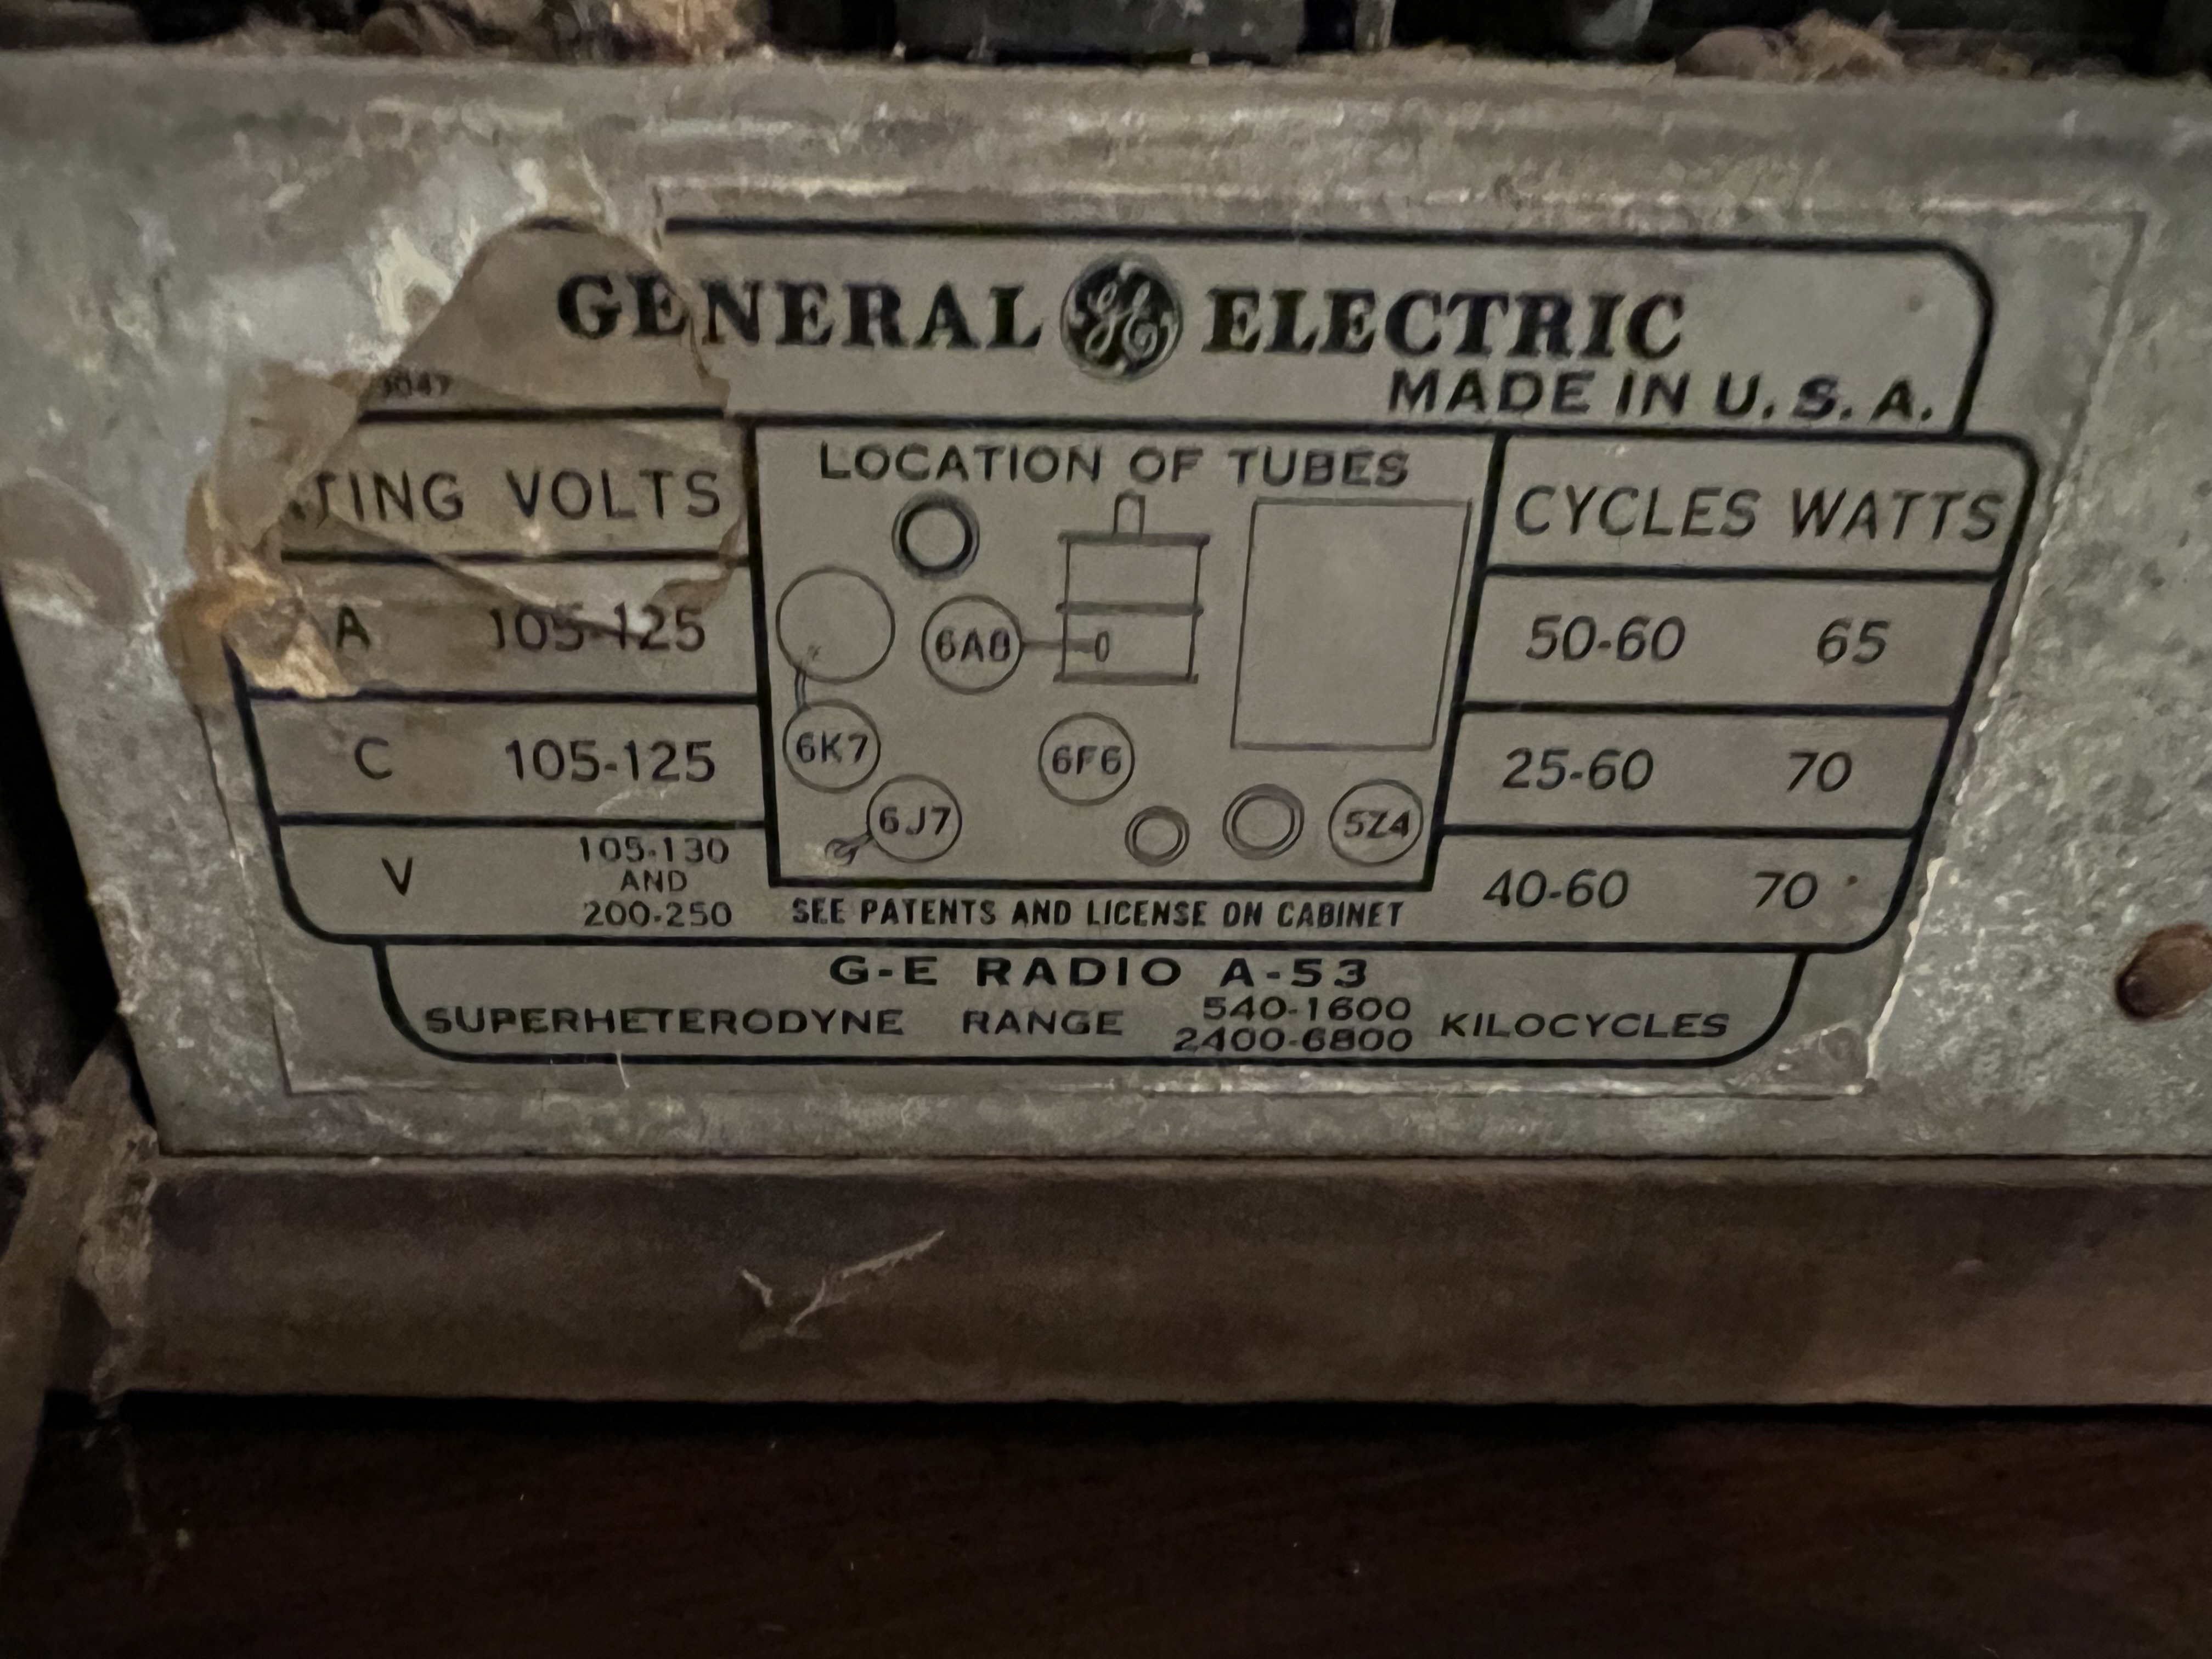 GENERAL GE ELECTRIC
MADE IN U.S.A.
VOLTS
LOCATION OF TUBES
CYCLES WATTS
A 105-125
50-60 65
C 105-125
25-60 70
V 105-130
AND
200-250
40-60 70
6A8
6K7
6F6
6J7
5Z4
SEE PATENTS AND LICENSE ON CABINET
G-E RADIO A-53
SUPERHETERODYNE RANGE 540-1600
2400-6800 KILOCYCLES